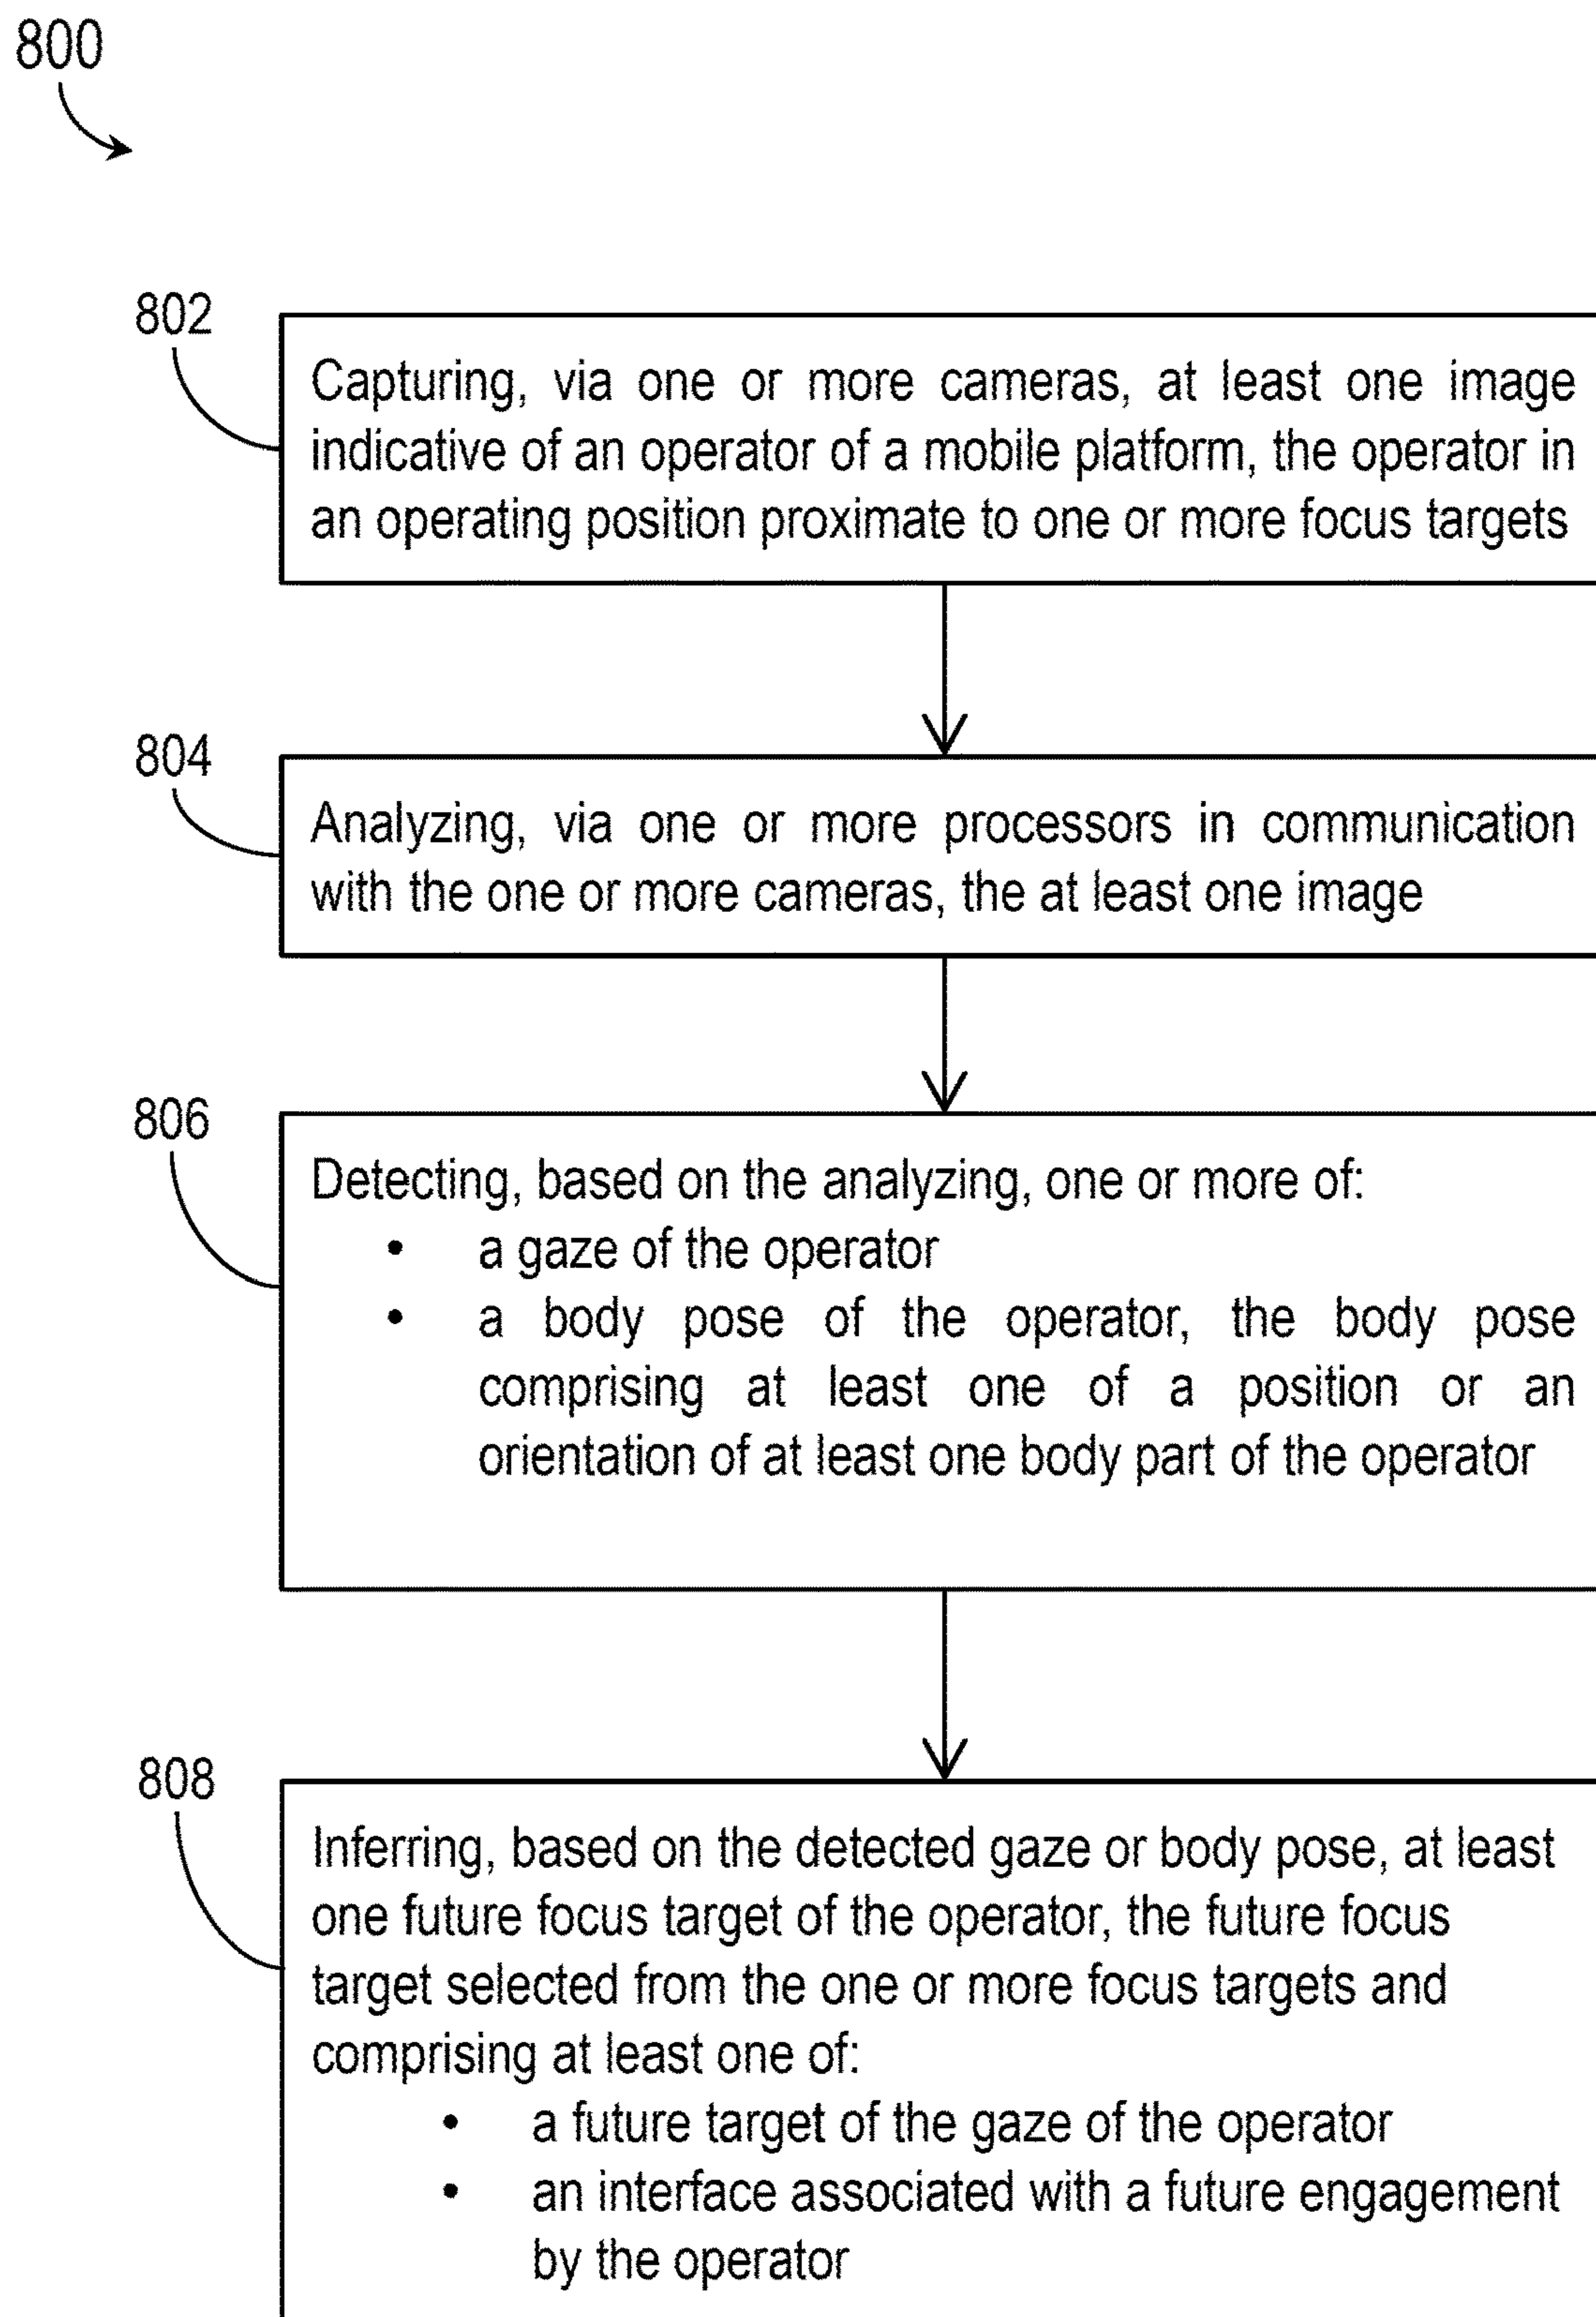 800
802
Capturing, via one or more cameras, at least one image
indicative of an operator of a mobile platform, the operator in
an operating position proximate to one or more focus targets
804
Analyzing, via one or more processors in communication
with the one or more cameras, the at least one image
806
Detecting, based on the analyzing, one or more of:
• a gaze of the operator
• a body pose of the operator, the body pose
comprising at least one of a position or an
orientation of at least one body part of the operator
808
Inferring, based on the detected gaze or body pose, at least
one future focus target of the operator, the future focus
target selected from the one or more focus targets and
comprising at least one of:
• a future target of the gaze of the operator
• an interface associated with a future engagement
by the operator